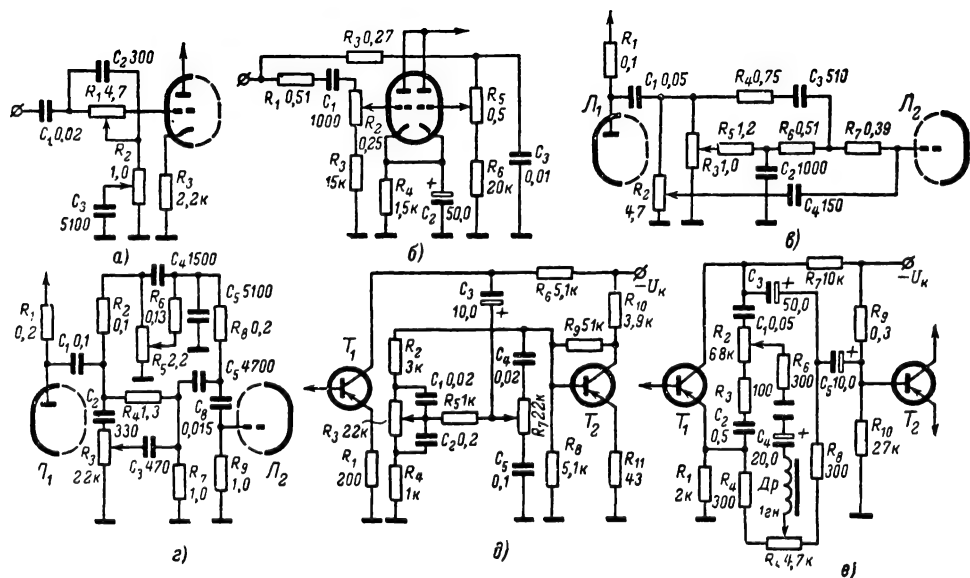 C₂ 300
R₁ 4,7
C₁ 0,02
R₂
1,0
C₃
5100
R₃
2,2к
а)
R₃ 0,27
R₁ 0,51
C₁
1000
R₂
0,25
R₃
15к
R₄
1,5к
C₂
+
50,0
R₅
0,5
R₆
20к
C₃
0,01
б)
R₁
0,1
Л₁
C₁ 0,05
R₄ 0,75
C₃ 510
Л₂
R₅ 1,2
R₆ 0,51
R₇ 0,39
R₃ 1,0
C₂ 1000
R₂
4,7
C₄ 150
в)
R₁
0,2
C₁ 0,1
R₂
0,1
C₄ 1500
R₆
0,13
R₅ 2,2
C₅
5100
R₈ 0,2
C₅ 4700
C₂
330
R₄ 1,3
C₈
0,015
R₃
22к
C₃ 470
R₇
1,0
R₉
1,0
Л₁
Л₂
г)
C₃
10,0
+
R₆ 5,1к
−Uк
R₁₀
3,9к
R₉ 51к
T₁
R₂
3к
C₁ 0,02
C₄
0,02
R₅ 1к
R₃ 22к
R₇ 22к
C₂ 0,2
T₂
R₁
200
R₄
1к
C₅
0,1
R₈
5,1к
R₁₁
43
д)
C₃
+
50,0
R₇ 10к
−Uк
C₁ 0,05
R₂
68к
R₉
0,3
R₆
300
C₅ 10,0
+
T₁
R₃
100
T₂
C₂
0,5
C₄
+
20,0
R₁
2к
R₄
300
Др
1гн
R₈
300
R₁₀
27к
4,7к
е)